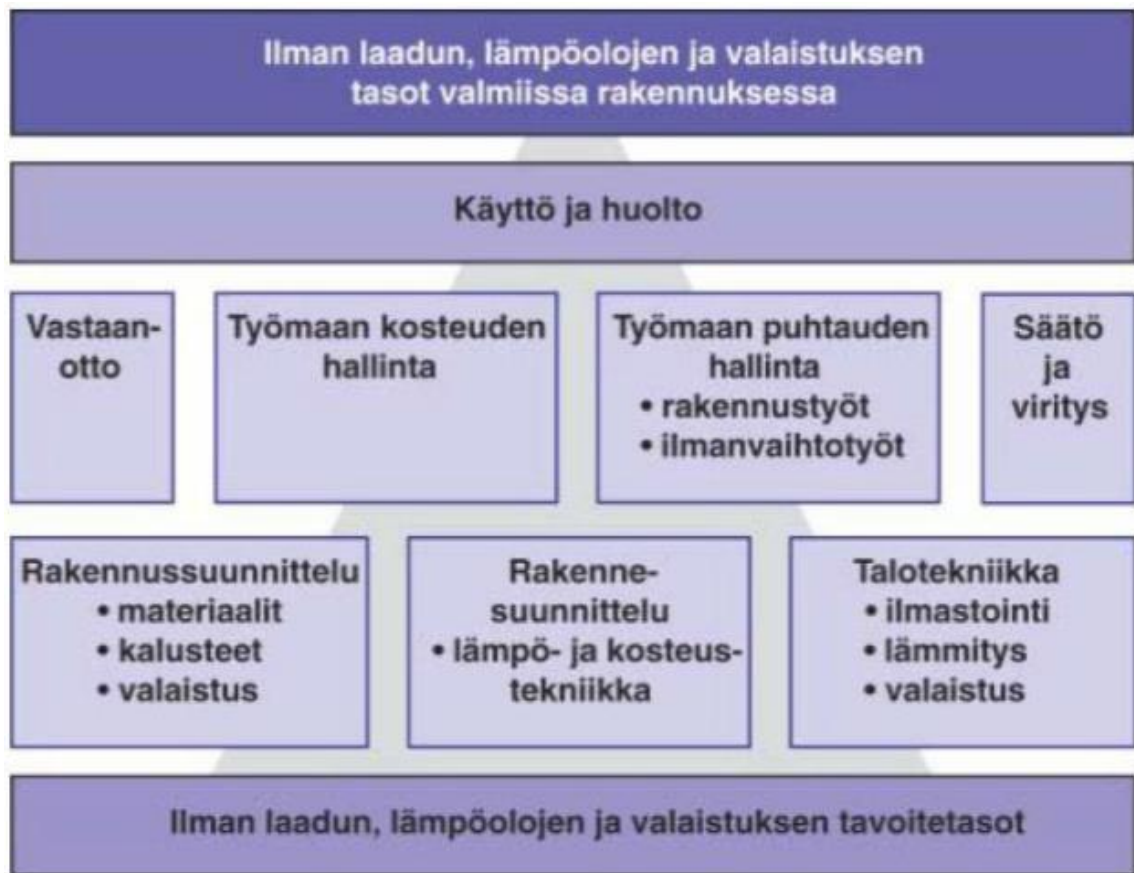 Ilman laadun, lämpöolojen ja valaistuksen
tasot valmiissa rakennuksessa
Käyttö ja huolto
Vastaan-
otto
Työmaan kosteuden
hallinta
Työmaan puhtauden
hallinta
• rakennustyöt
• ilmanvaihtotyöt
Säätö
ja
viritys
Rakennussuunnittelu
• materiaalit
• kalusteet
• valaistus
Rakenne-
suunnittelu
• lämpö- ja kosteus-
tekniikka
Talotekniikka
• ilmastointi
• lämmitys
• valaistus
Ilman laadun, lämpöolojen ja valaistuksen tavoitetasot